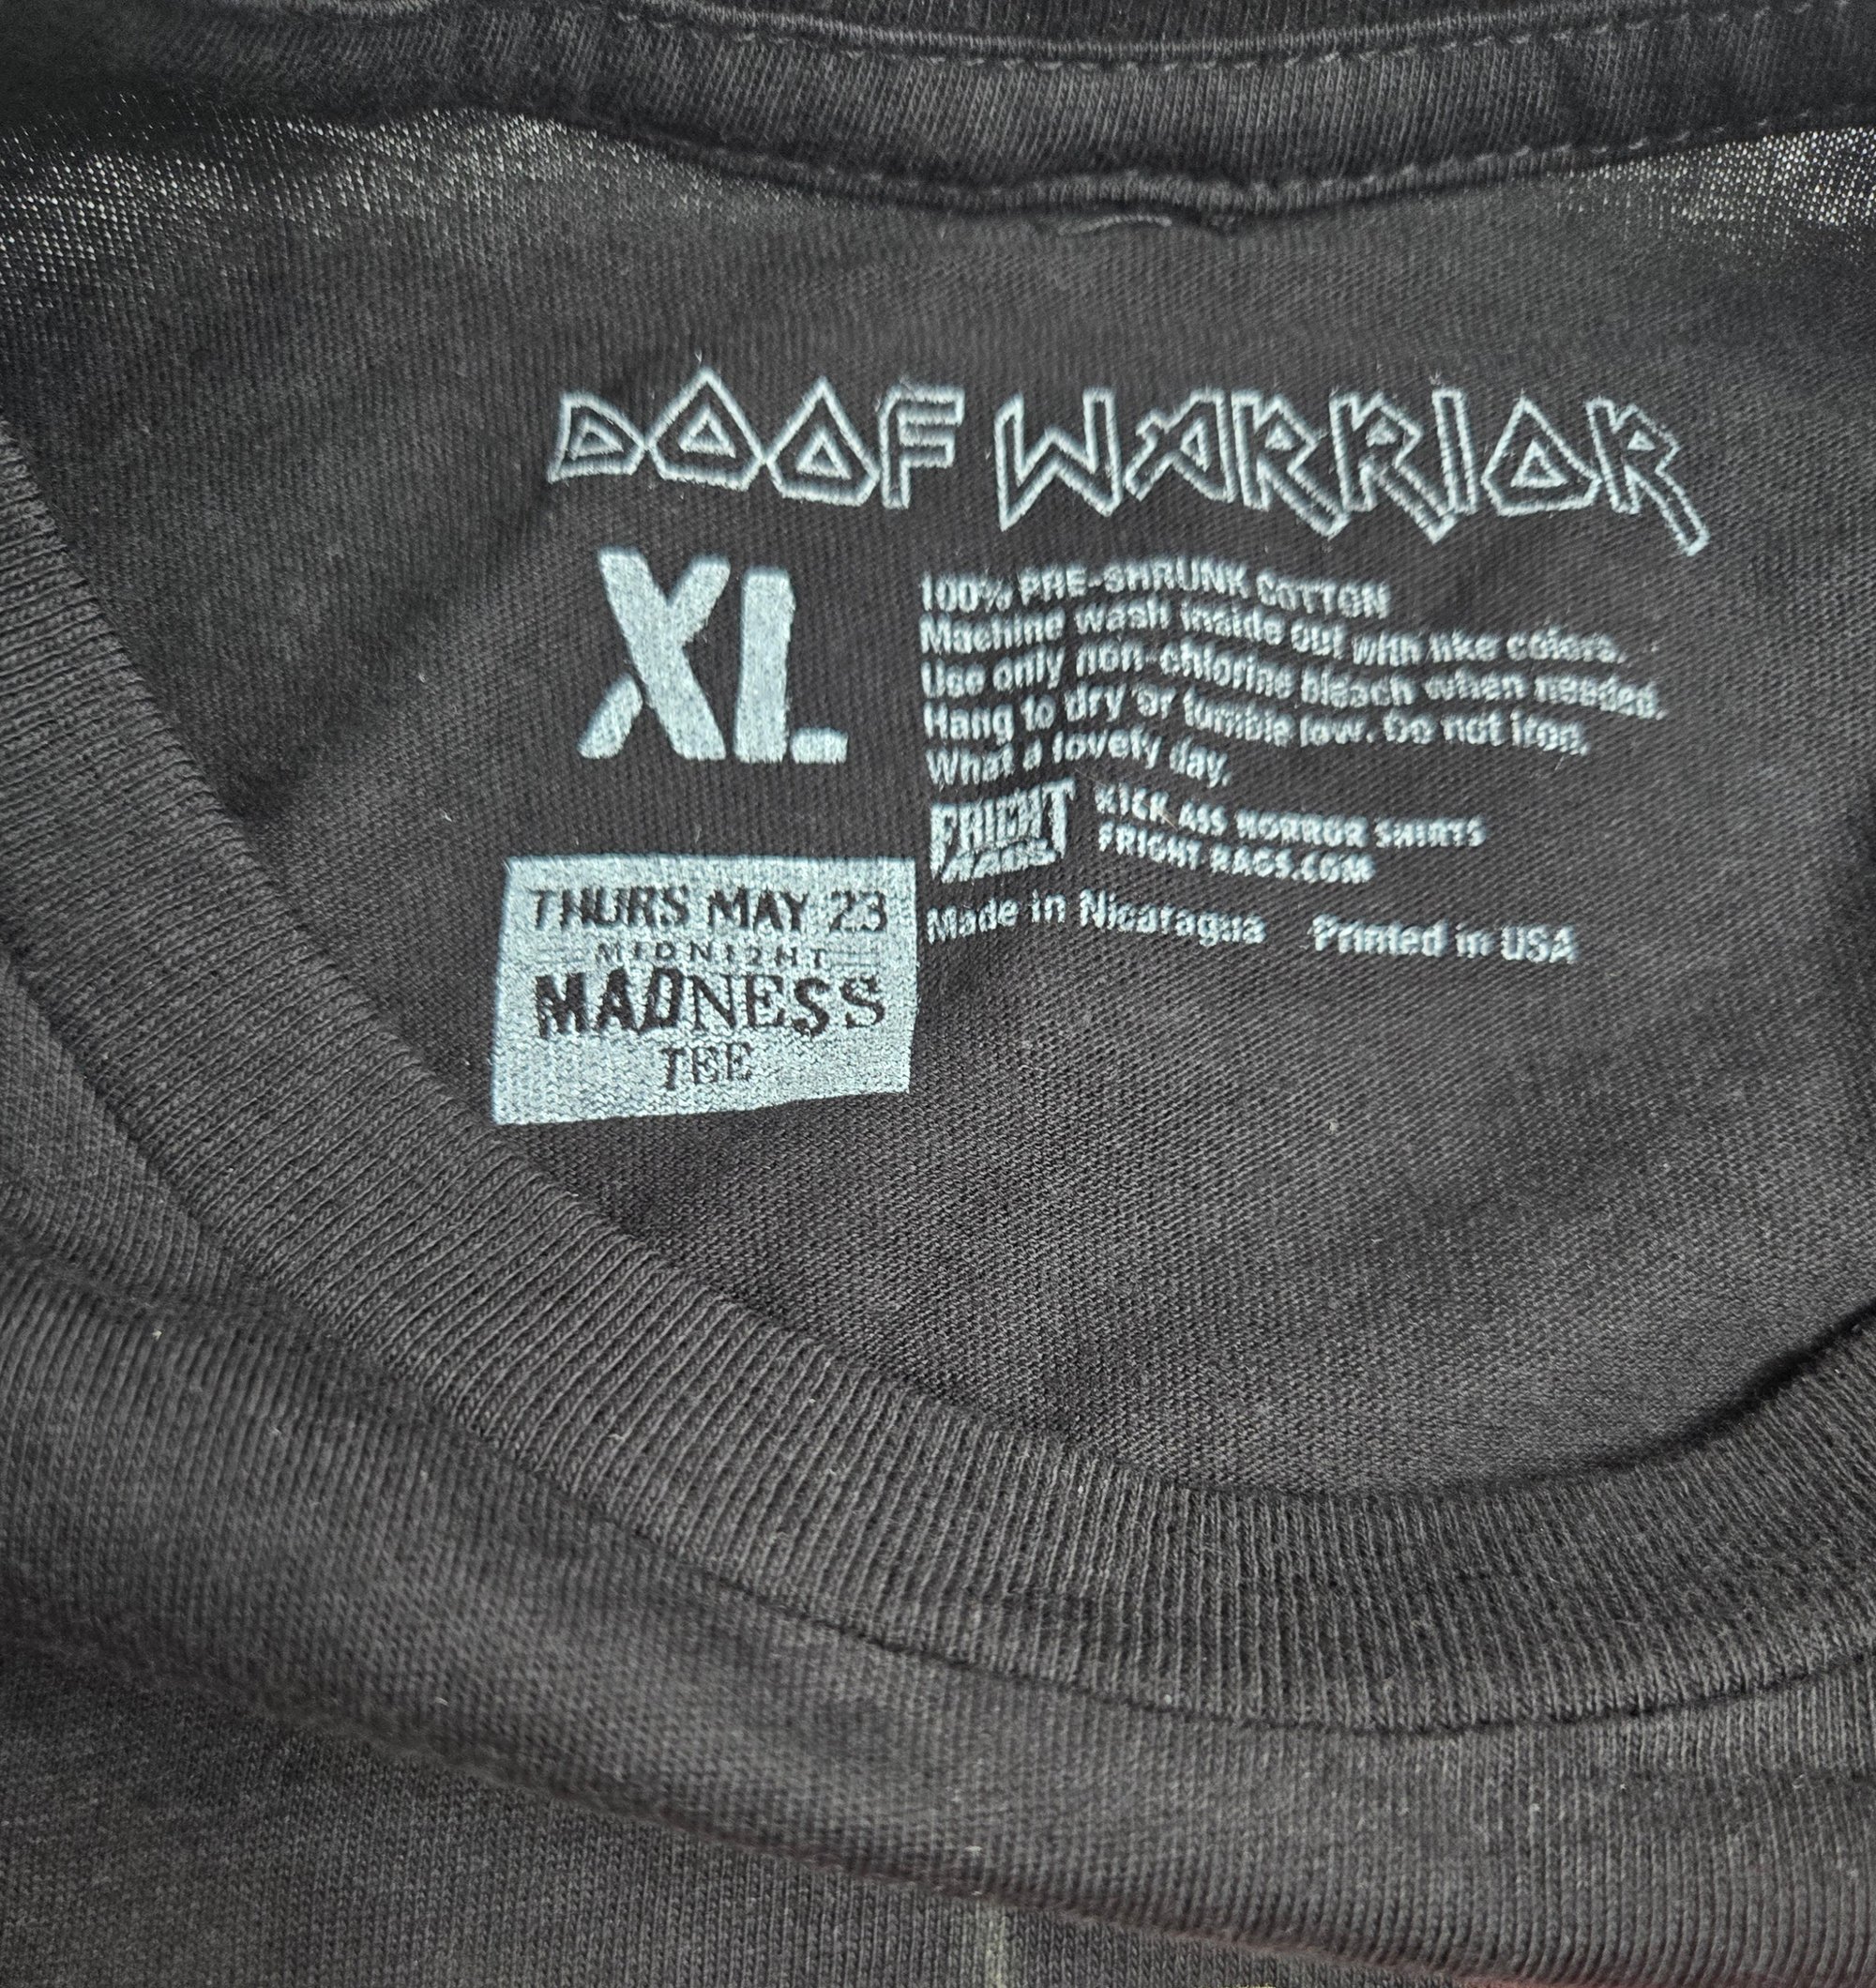 DOOF WARRIOR
XL
100% PRE-SHRUNK COTTON
Machine wash inside out with like colors.
Use only non-chlorine bleach when needed.
Hang to dry or tumble low. Do not iron.
What a lovely day.
FRIGHT
RAGS
KICK ASS HORROR SHIRTS
FRIGHT-RAGS.COM
Made in Nicaragua Printed in USA
THURS MAY 23
MIDNI2HT
MADNESS
TEE